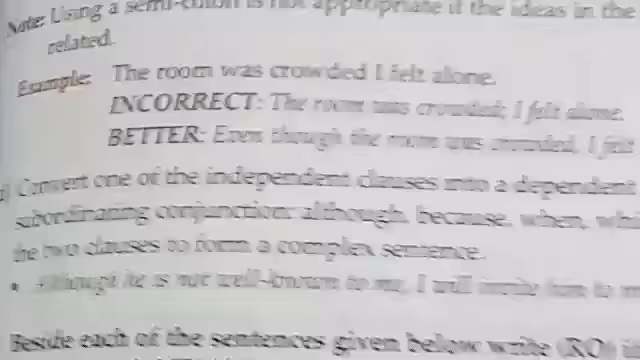 Note: Using a semi-colon is not appropriate if the ideas in the
related.
Example: The room was crowded I felt alone.
INCORRECT: The room was crowded; I felt alone.
BETTER: Even though the room was crowded, I felt
Convert one of the independent clauses into a dependent
subordinating conjunction: although, because, when,
the two clauses to form a complex sentence.
• Although he is not well-known to me, I will invite him to
Beside each of the sentences given below write (RO)